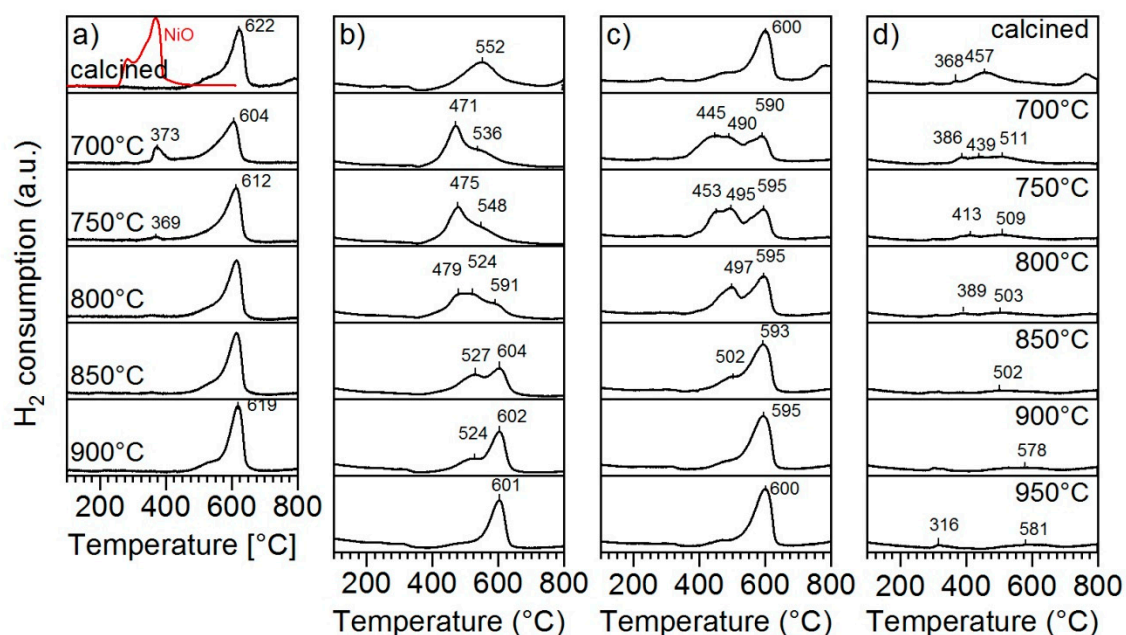 H2 consumption (a.u.)
a)
NiO
622
calcined
373
604
700°C
612
369
750°C
800°C
850°C
619
900°C
200 400 600 800
Temperature [°C]
b)
552
471
536
475
548
479 524
591
527 604
602
524
601
200 400 600 800
Temperature (°C)
c)
600
445
490
590
453 495 595
595
497
593
502
595
600
200 400 600 800
Temperature (°C)
d)
calcined
368 457
700°C
386 439 511
750°C
413 509
800°C
389 503
850°C
502
900°C
578
950°C
316 581
200 400 600 800
Temperature (°C)